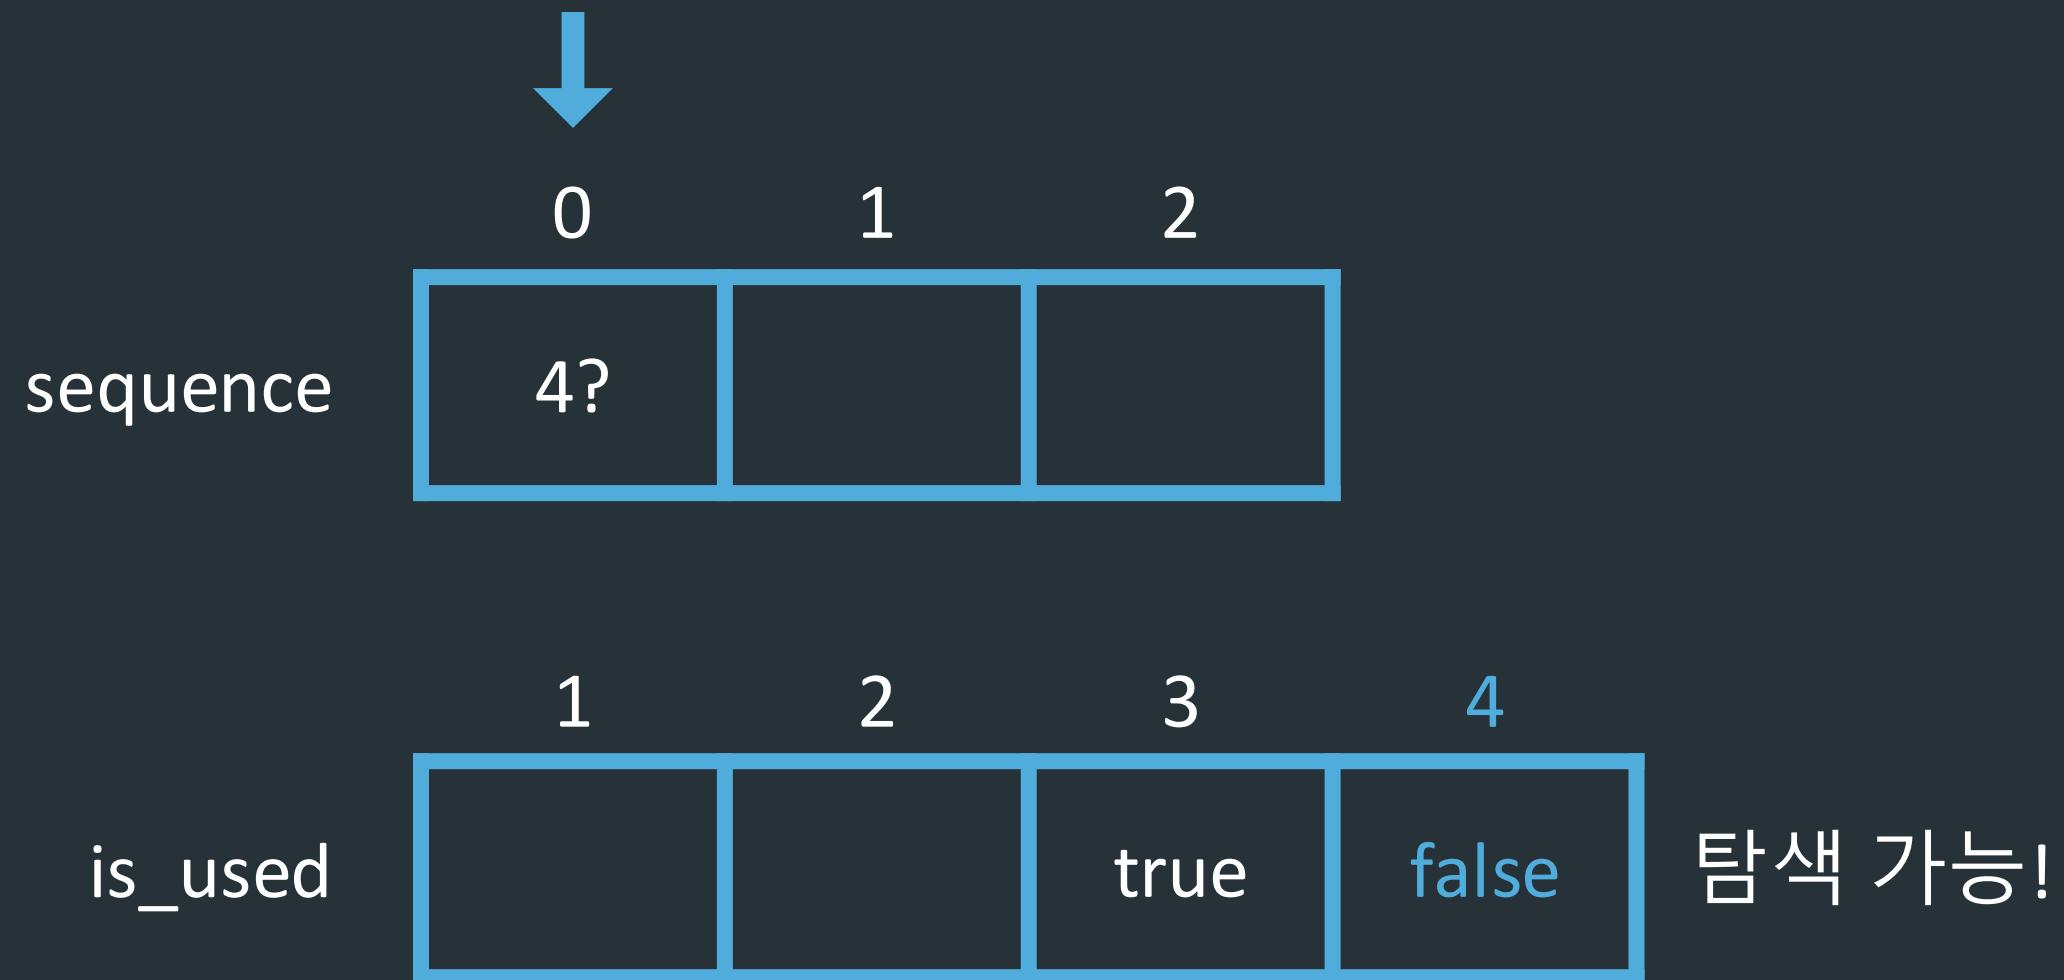 0 1 2
sequence 4?
1 2 3 4
is_used true false 탐색 가능!